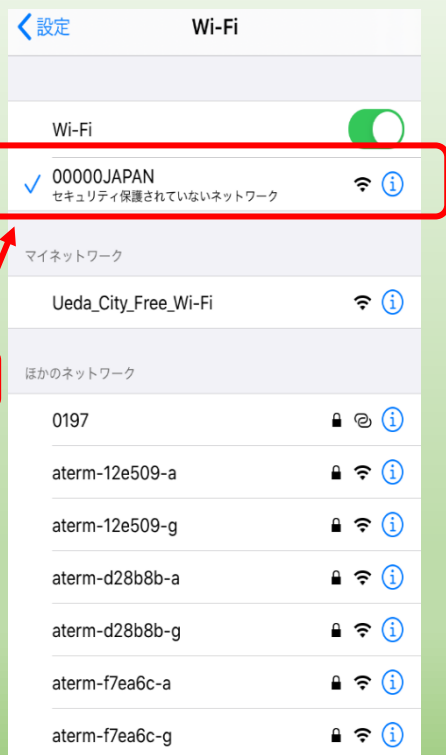 設定
Wi-Fi
Wi-Fi
00000JAPAN
セキュリティ保護されていないネットワーク
マイネットワーク
Ueda_City_Free_Wi-Fi
ほかのネットワーク
0197
aterm-12e509-a
aterm-12e509-g
aterm-d28b8b-a
aterm-d28b8b-g
aterm-f7ea6c-a
aterm-f7ea6c-g